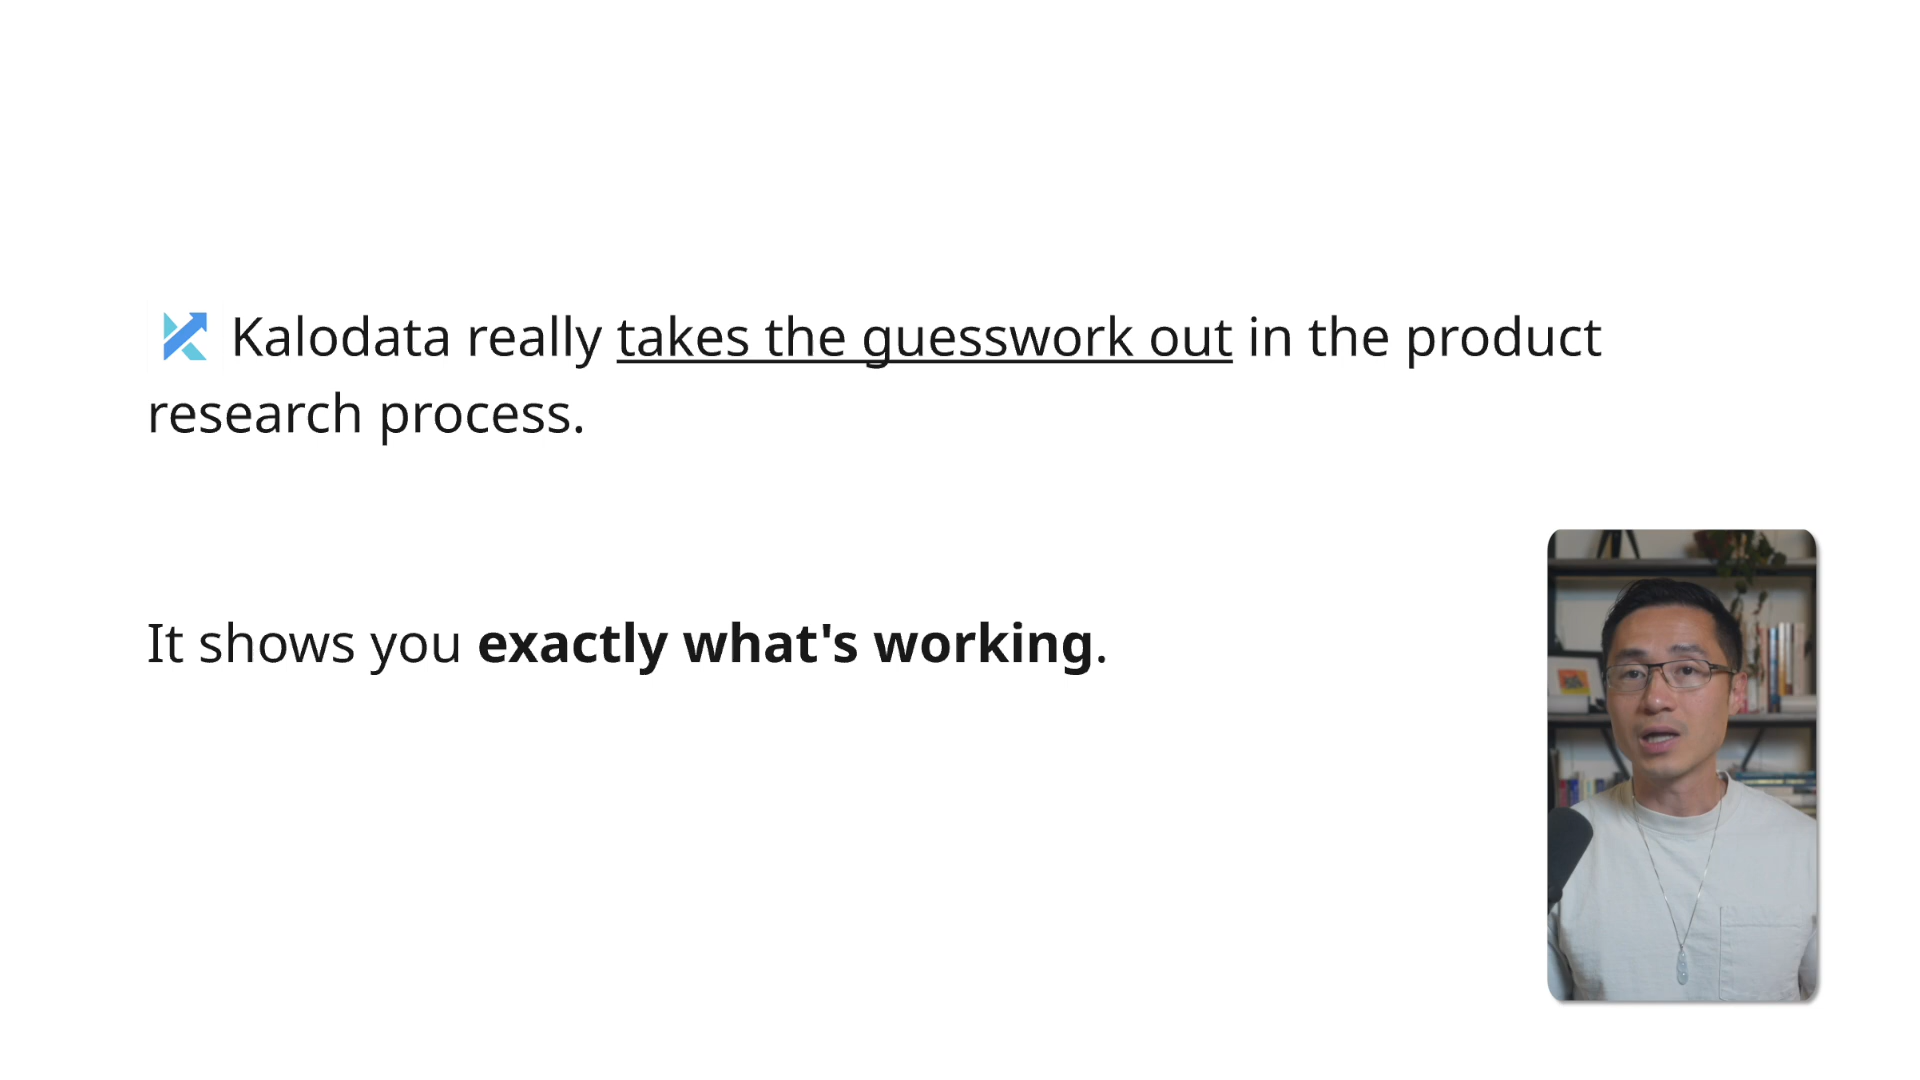 Kalodata really takes the guesswork out in the product
research process.
It shows you exactly what's working.